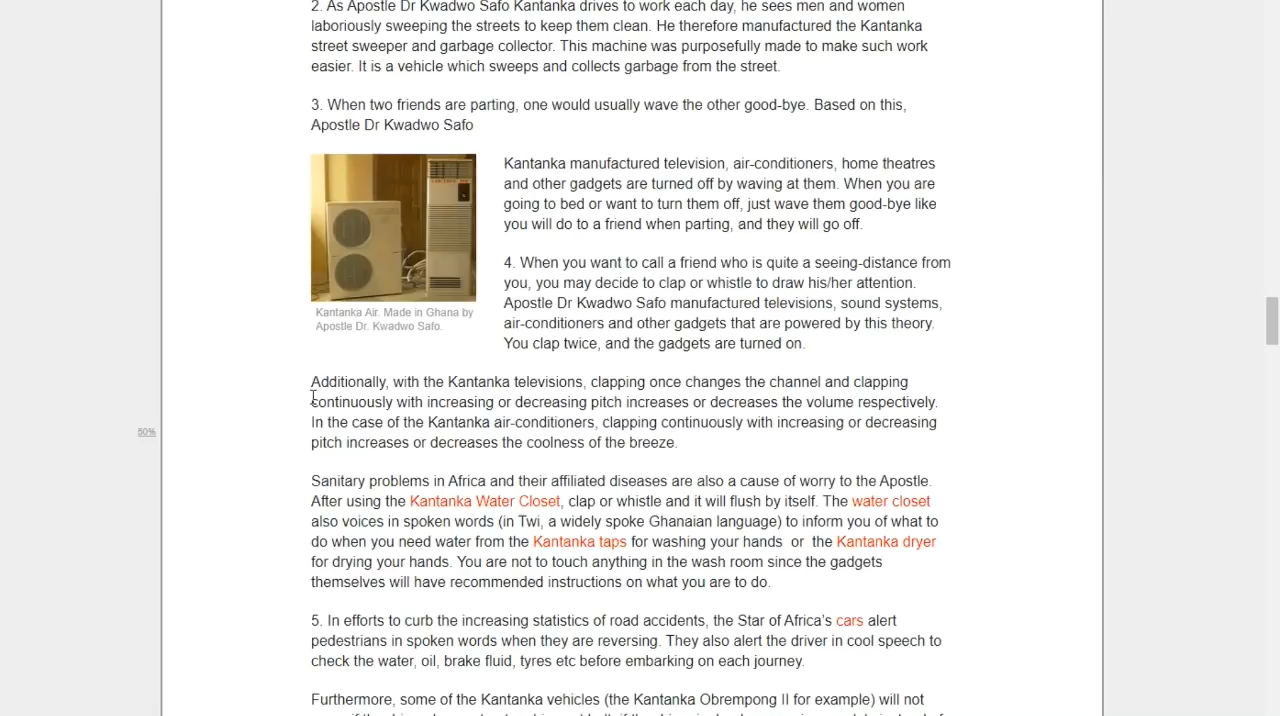 2. As Apostle Dr Kwadwo Safo Kantanka drives to work each day, he sees men and women
laboriously sweeping the streets to keep them clean. He therefore manufactured the Kantanka
street sweeper and garbage collector. This machine was purposefully made to make such work
easier. It is a vehicle which sweeps and collects garbage from the street.
3. When two friends are parting, one would usually wave the other good-bye. Based on this,
Apostle Dr Kwadwo Safo
Kantanka manufactured television, air-conditioners, home theatres
and other gadgets are turned off by waving at them. When you are
going to bed or want to turn them off, just wave them good-bye like
you will do to a friend when parting, and they will go off.
4. When you want to call a friend who is quite a seeing-distance from
you, you may decide to clap or whistle to draw his/her attention.
Apostle Dr Kwadwo Safo manufactured televisions, sound systems,
air-conditioners and other gadgets that are powered by this theory.
You clap twice, and the gadgets are turned on.
Kantanka Air. Made in Ghana by
Apostle Dr. Kwadwo Safo.
Additionally, with the Kantanka televisions, clapping once changes the channel and clapping
continuously with increasing or decreasing pitch increases or decreases the volume respectively.
In the case of the Kantanka air-conditioners, clapping continuously with increasing or decreasing
pitch increases or decreases the coolness of the breeze.
50%
Sanitary problems in Africa and their affiliated diseases are also a cause of worry to the Apostle.
After using the Kantanka Water Closet, clap or whistle and it will flush by itself. The water closet
also voices in spoken words (in Twi, a widely spoke Ghanaian language) to inform you of what to
do when you need water from the Kantanka taps for washing your hands or the Kantanka dryer
for drying your hands. You are not to touch anything in the wash room since the gadgets
themselves will have recommended instructions on what you are to do.
5. In efforts to curb the increasing statistics of road accidents, the Star of Africa's cars alert
pedestrians in spoken words when they are reversing. They also alert the driver in cool speech to
check the water, oil, brake fluid, tyres etc before embarking on each journey.
Furthermore, some of the Kantanka vehicles (the Kantanka Obrempong II for example) will not